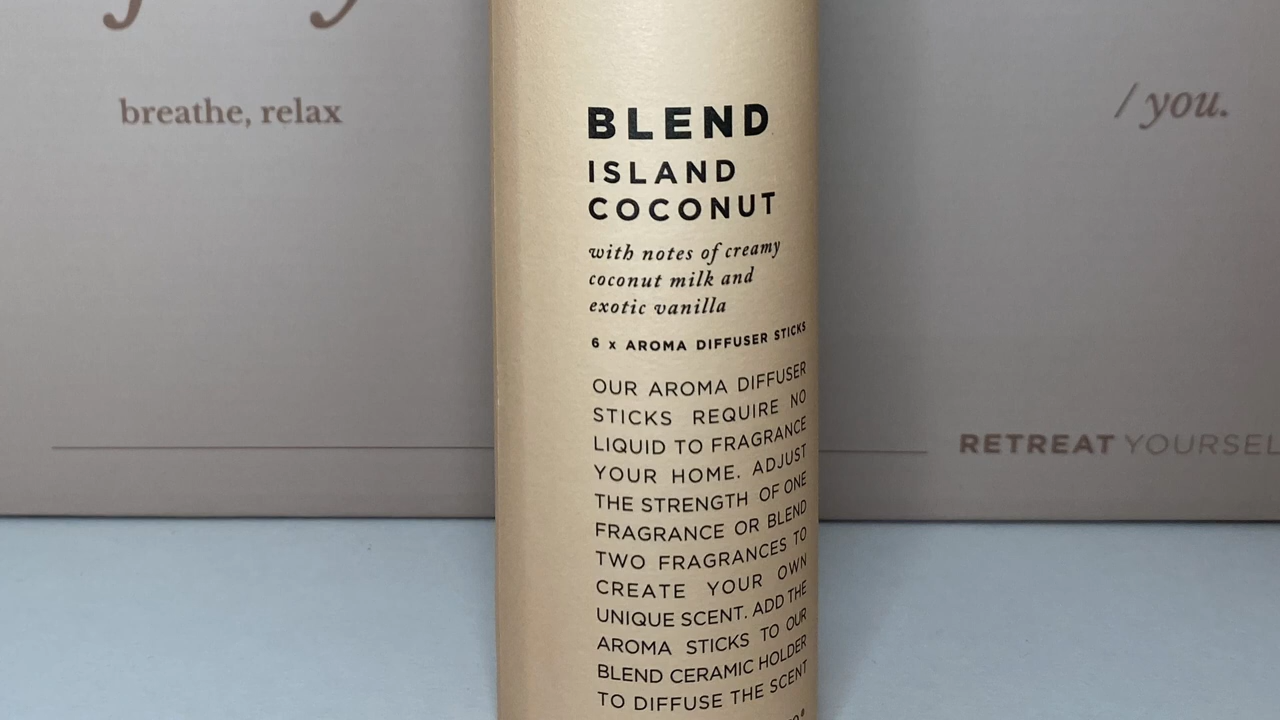 breathe, relax
/ you.
RETREAT YOURSEL
BLEND
ISLAND
COCONUT
with notes of creamy
coconut milk and
exotic vanilla
6 x AROMA DIFFUSER STICKS
OUR AROMA DIFFUSER
STICKS REQUIRE NO
LIQUID TO FRAGRANCE
YOUR HOME. ADJUST
THE STRENGTH OF ONE
FRAGRANCE OR BLEND
TWO FRAGRANCES TO
CREATE YOUR OWN
UNIQUE SCENT. ADD THE
AROMA STICKS TO OUR
BLEND CERAMIC HOLDER
TO DIFFUSE THE SCENT